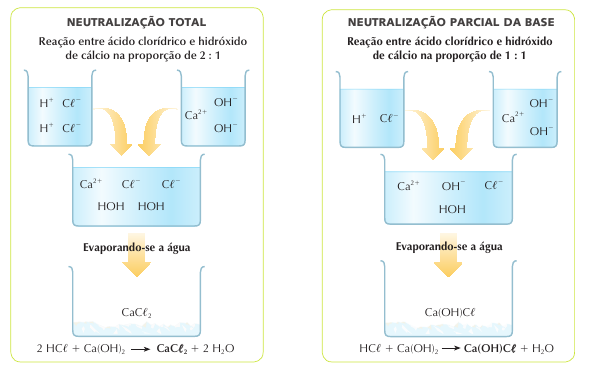 NEUTRALIZAÇÃO TOTAL
Reação entre ácido clorídrico e hidróxido
de cálcio na proporção de 2 : 1
H⁺ Cℓ⁻
H⁺ Cℓ⁻
Ca²⁺
OH⁻
OH⁻
Ca²⁺ Cℓ⁻ Cℓ⁻
HOH HOH
Evaporando-se a água
CaCℓ₂
2 HCℓ + Ca(OH)₂ ⟶ CaCℓ₂ + 2 H₂O
NEUTRALIZAÇÃO PARCIAL DA BASE
Reação entre ácido clorídrico e hidróxido
de cálcio na proporção de 1 : 1
H⁺ Cℓ⁻
Ca²⁺
OH⁻
OH⁻
Ca²⁺ OH⁻ Cℓ⁻
HOH
Evaporando-se a água
Ca(OH)Cℓ
HCℓ + Ca(OH)₂ ⟶ Ca(OH)Cℓ + H₂O